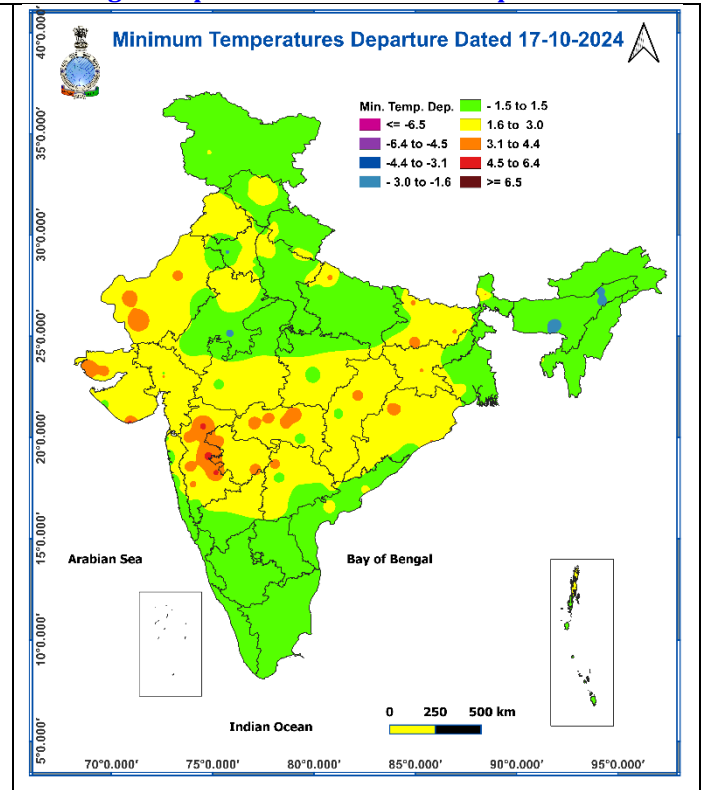 Minimum Temperatures Departure Dated 17-10-2024
Min. Temp. Dep.
<= -6.5
-6.4 to -4.5
-4.4 to -3.1
- 3.0 to -1.6
- 1.5 to 1.5
1.6 to 3.0
3.1 to 4.4
4.5 to 6.4
>= 6.5
40°0.000'
35°0.000'
30°0.000'
25°0.000'
20°0.000'
15°0.000'
10°0.000'
5°0.000'
Arabian Sea
Bay of Bengal
Indian Ocean
0 250 500 km
70°0.000' 75°0.000' 80°0.000' 85°0.000' 90°0.000' 95°0.000'